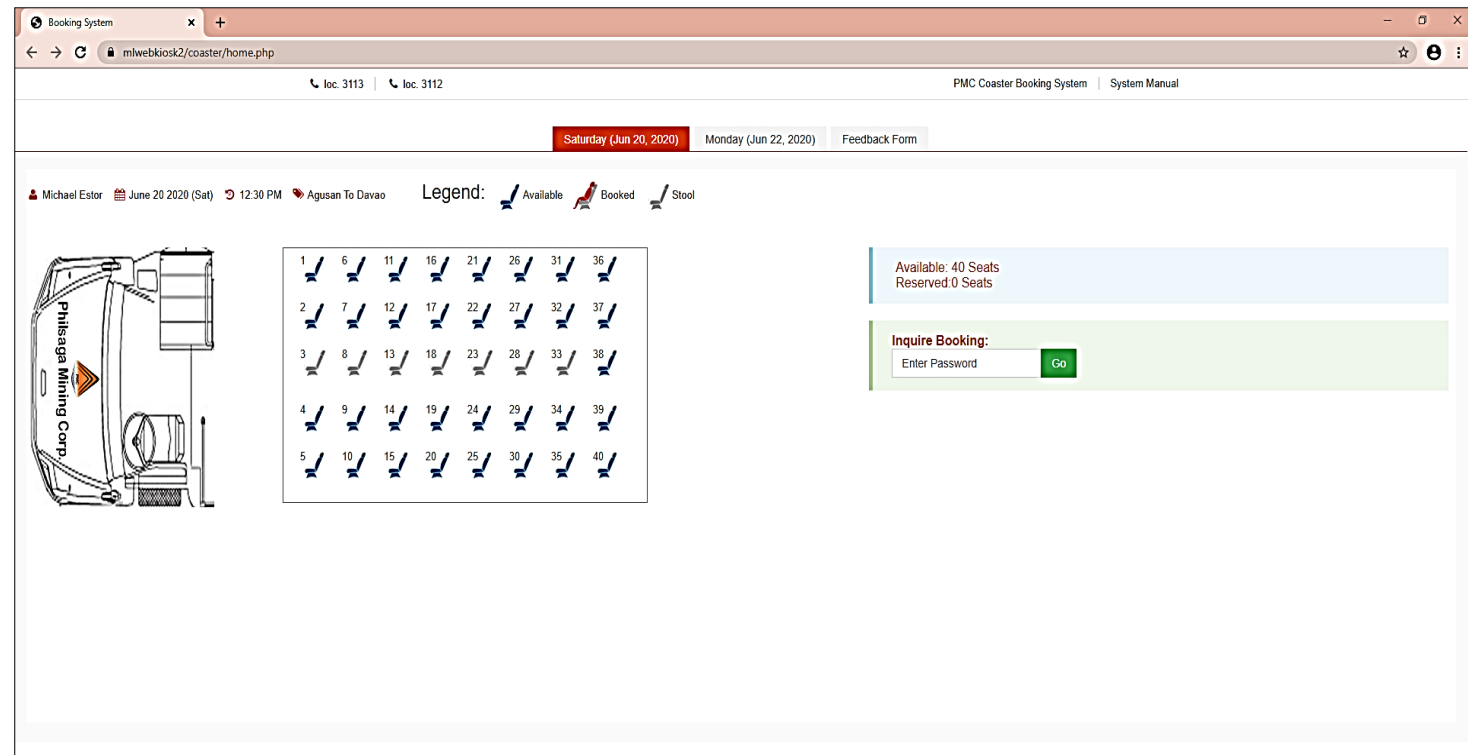 Booking System
mlwebkiosk2/coaster/home.php
loc. 3113 loc. 3112 PMC Coaster Booking System System Manual
Saturday (Jun 20, 2020) Monday (Jun 22, 2020) Feedback Form
Michael Estor June 20 2020 (Sat) 12:30 PM Agusan To Davao Legend: Available Booked Stool
Philsaga Mining Corp.
1 6 11 16 21 26 31 36
2 7 12 17 22 27 32 37
3 8 13 18 23 28 33 38
4 9 14 19 24 29 34 39
5 10 15 20 25 30 35 40
Available: 40 Seats
Reserved:0 Seats
Inquire Booking:
Enter Password Go